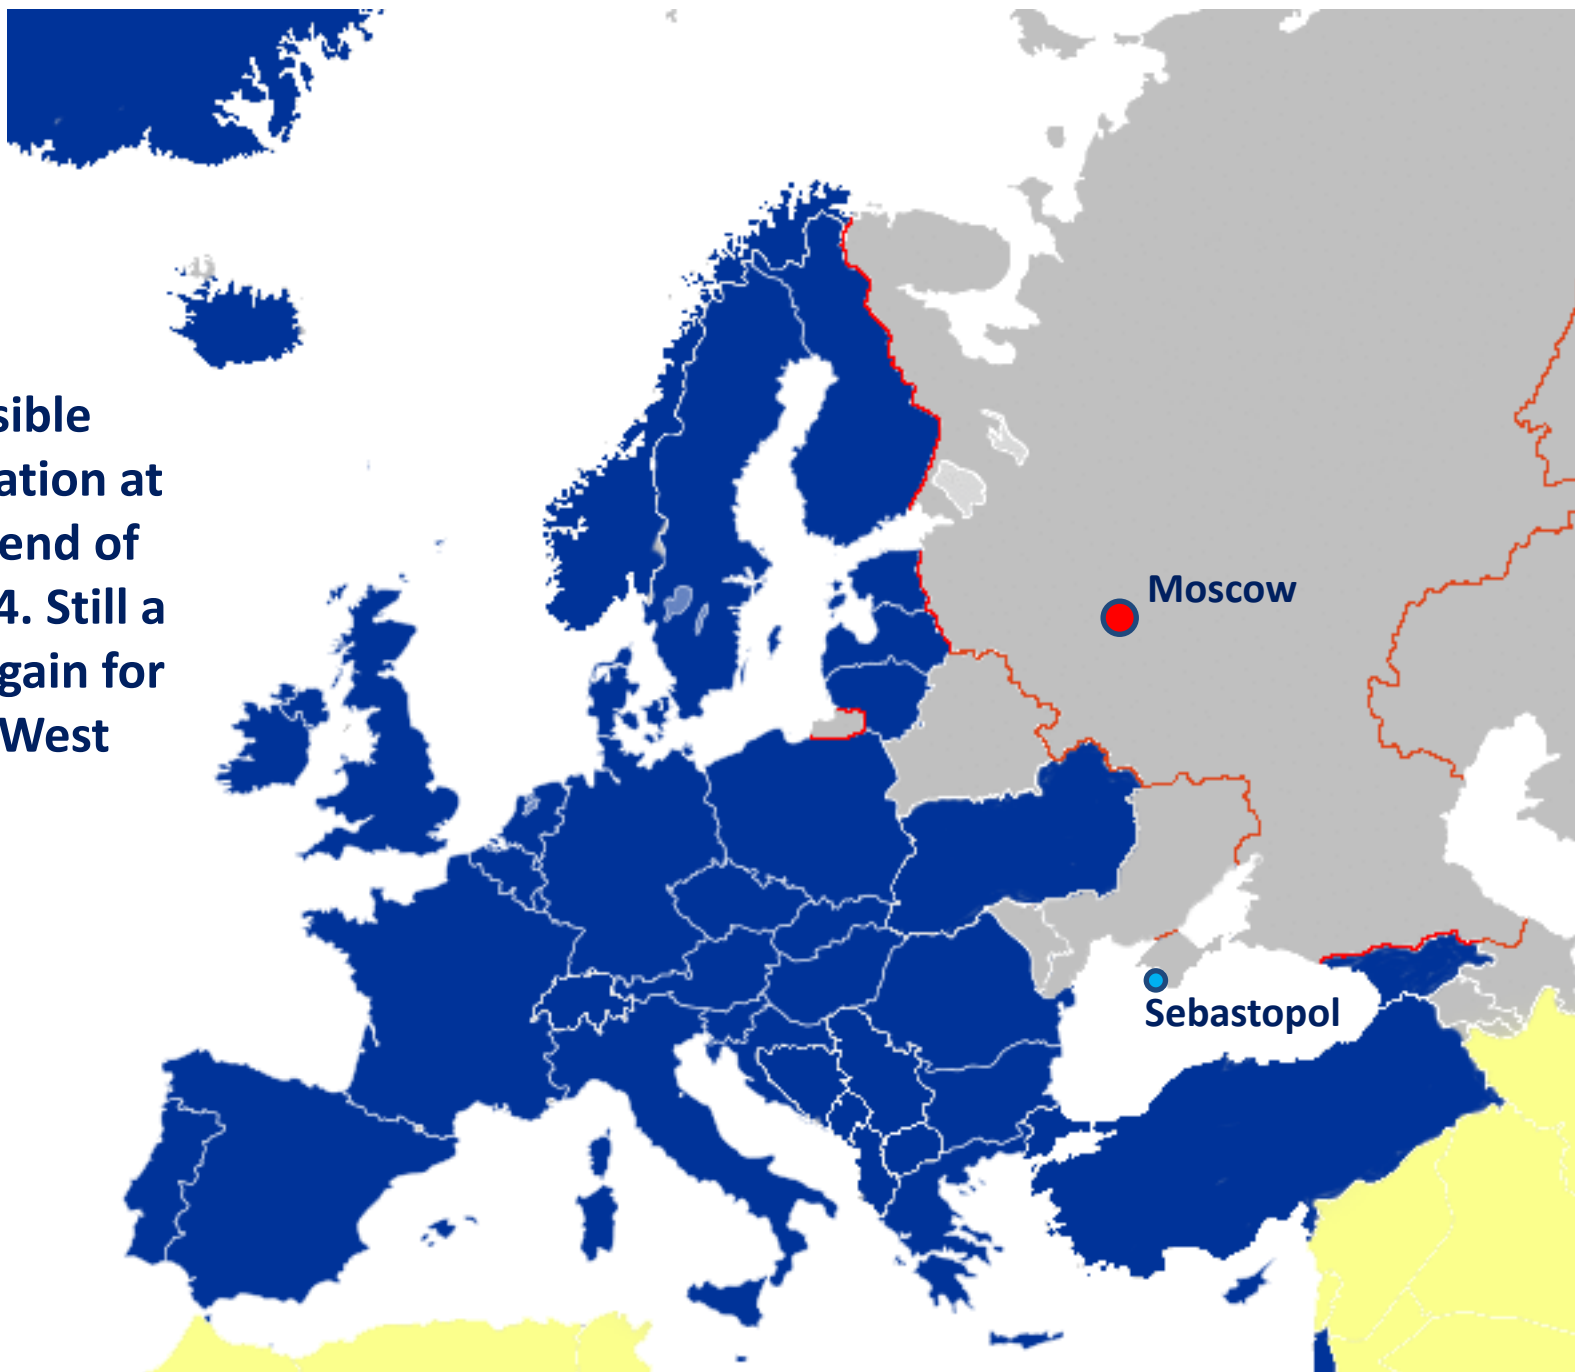 sible
ation at
end of
4. Still a
gain for
West
Moscow
Sebastopol